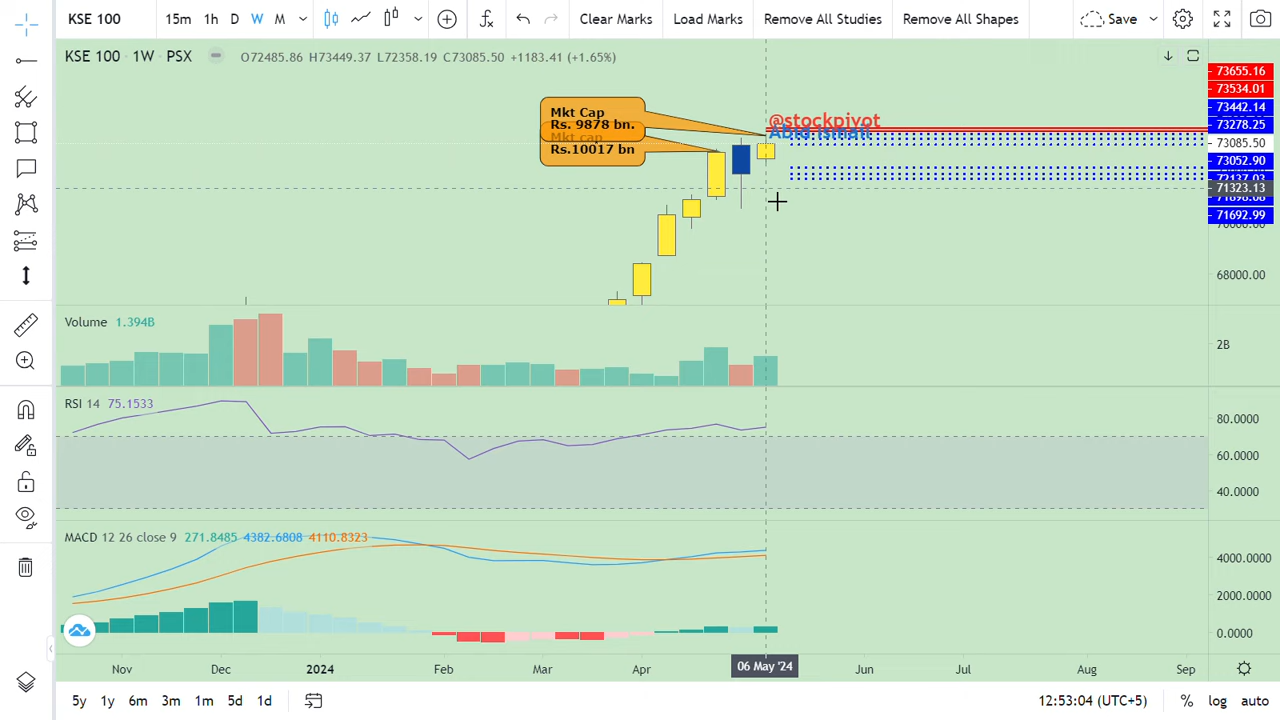 KSE 100 15m 1h D W M Clear Marks Load Marks Remove All Studies Remove All Shapes Save
KSE 100 · 1W · PSX O72485.86 H73449.37 L72358.19 C73085.50 +1183.41 (+1.65%)
73655.16
73534.01
73442.14
73278.25
73085.50
73052.90
71323.13
71692.99
70000.00
68000.00
Mkt Cap
Rs. 9878 bn.
Mkt cap
Rs.10017 bn
@stockpivot
Abid Ismail
Volume 1.394B
2B
RSI 14 75.1533
80.0000
60.0000
40.0000
MACD 12 26 close 9 271.8485 4382.6808 4110.8323
4000.0000
2000.0000
0.0000
Nov Dec 2024 Feb Mar Apr 06 May '24 Jun Jul Aug Sep
5y 1y 6m 3m 1m 5d 1d 12:53:04 (UTC+5) % log auto